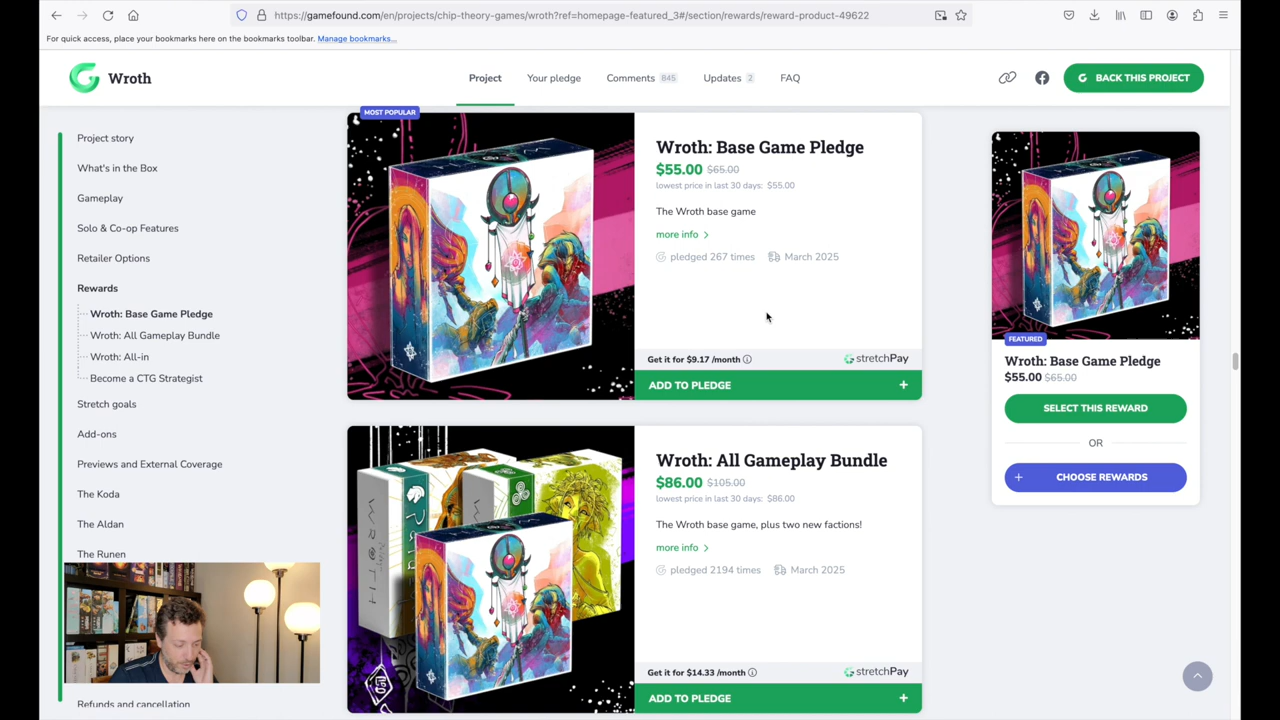 https://gamefound.com/en/projects/chip-theory-games/wroth?ref=homepage-featured_3#/section/rewards/reward-product-49622
For quick access, place your bookmarks here on the bookmarks toolbar. Manage bookmarks...
Wroth
Project
Your pledge
Comments 845
Updates 2
FAQ
BACK THIS PROJECT
Project story
What's in the Box
Gameplay
Solo & Co-op Features
Retailer Options
Rewards
Wroth: Base Game Pledge
Wroth: All Gameplay Bundle
Wroth: All-in
Become a CTG Strategist
Stretch goals
Add-ons
Previews and External Coverage
The Koda
The Aldan
The Runen
Refunds and cancellation
MOST POPULAR
Wroth: Base Game Pledge
$55.00 $65.00
lowest price in last 30 days: $55.00
The Wroth base game
more info >
pledged 267 times March 2025
Get it for $9.17 /month stretchPay
ADD TO PLEDGE +
Wroth: All Gameplay Bundle
$86.00 $105.00
lowest price in last 30 days: $86.00
The Wroth base game, plus two new factions!
more info >
pledged 2194 times March 2025
Get it for $14.33 /month stretchPay
ADD TO PLEDGE +
FEATURED
Wroth: Base Game Pledge
$55.00 $65.00
SELECT THIS REWARD
OR
+ CHOOSE REWARDS